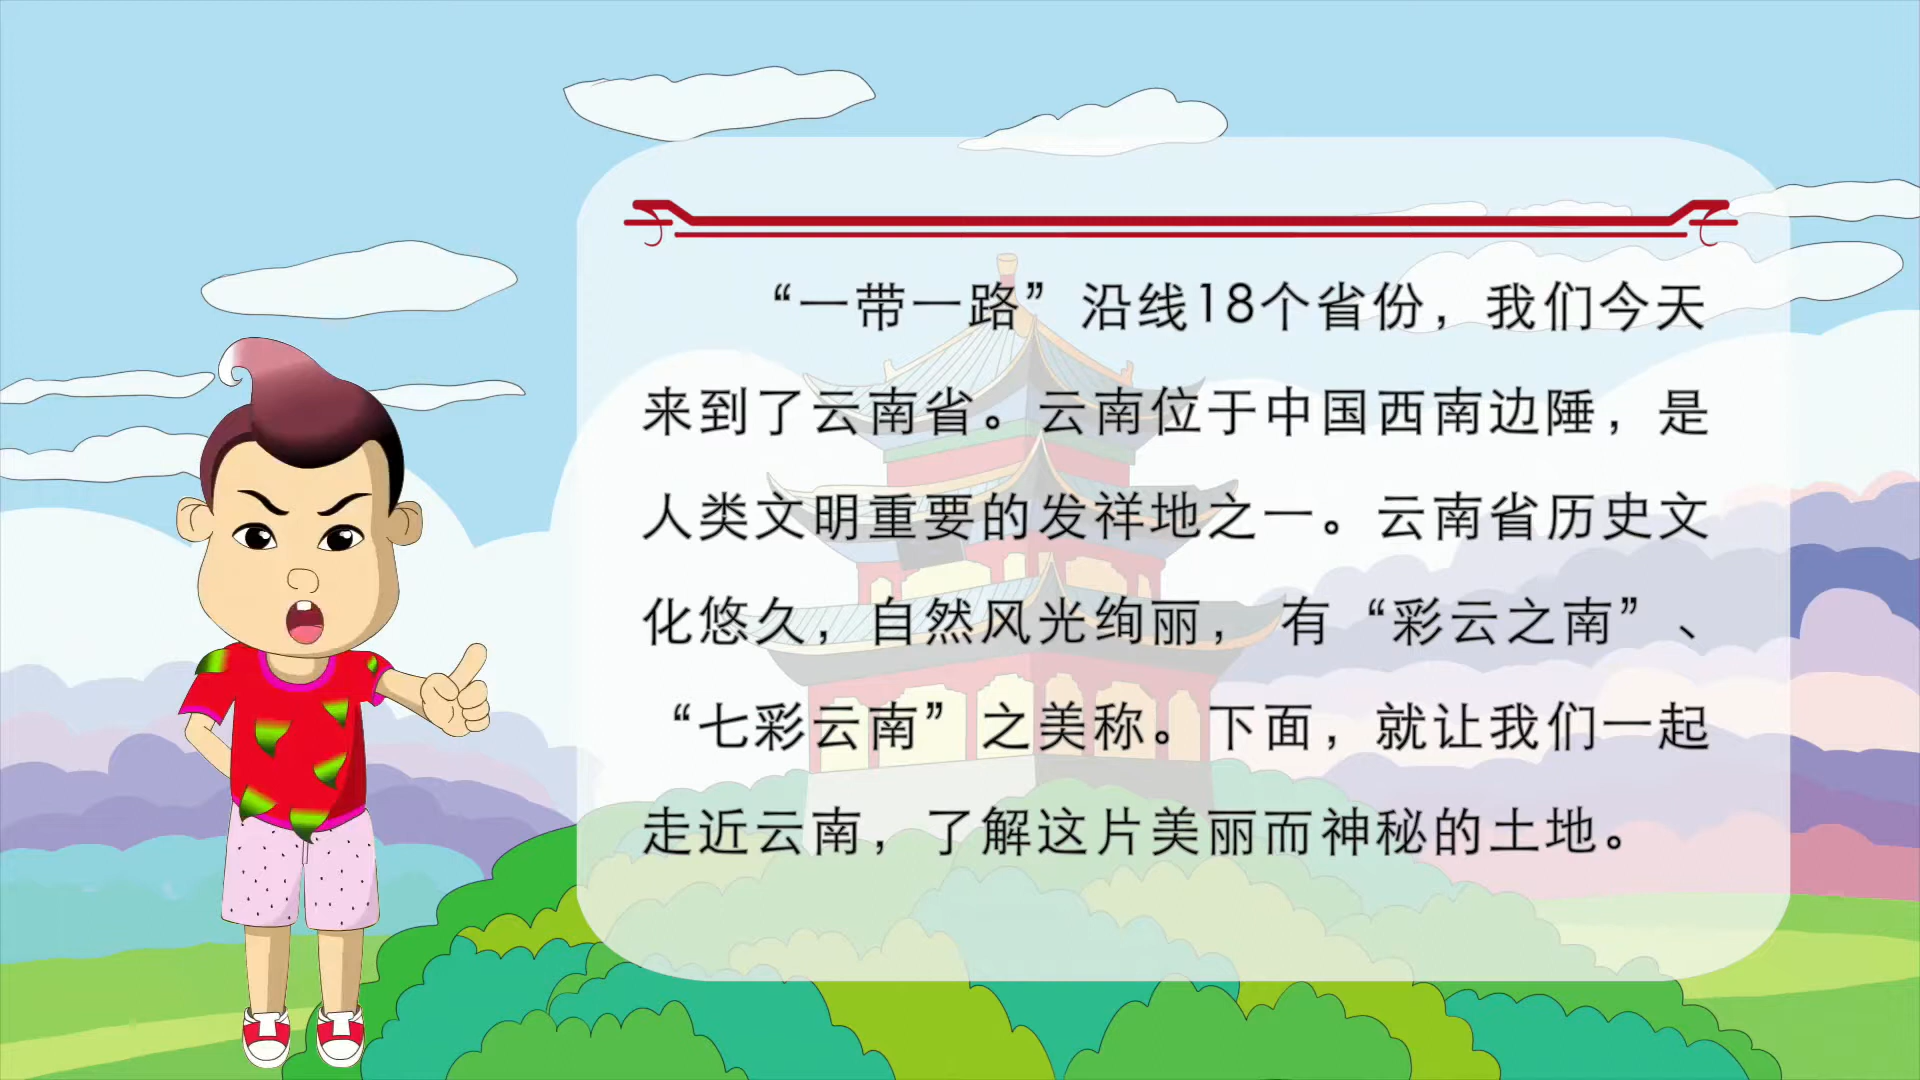 “一带一路”沿线18个省份，我们今天
来到了云南省。云南位于中国西南边陲，是
人类文明重要的发祥地之一。云南省历史文
化悠久，自然风光绚丽，有“彩云之南”、
“七彩云南”之美称。下面，就让我们一起
走近云南，了解这片美丽而神秘的土地。